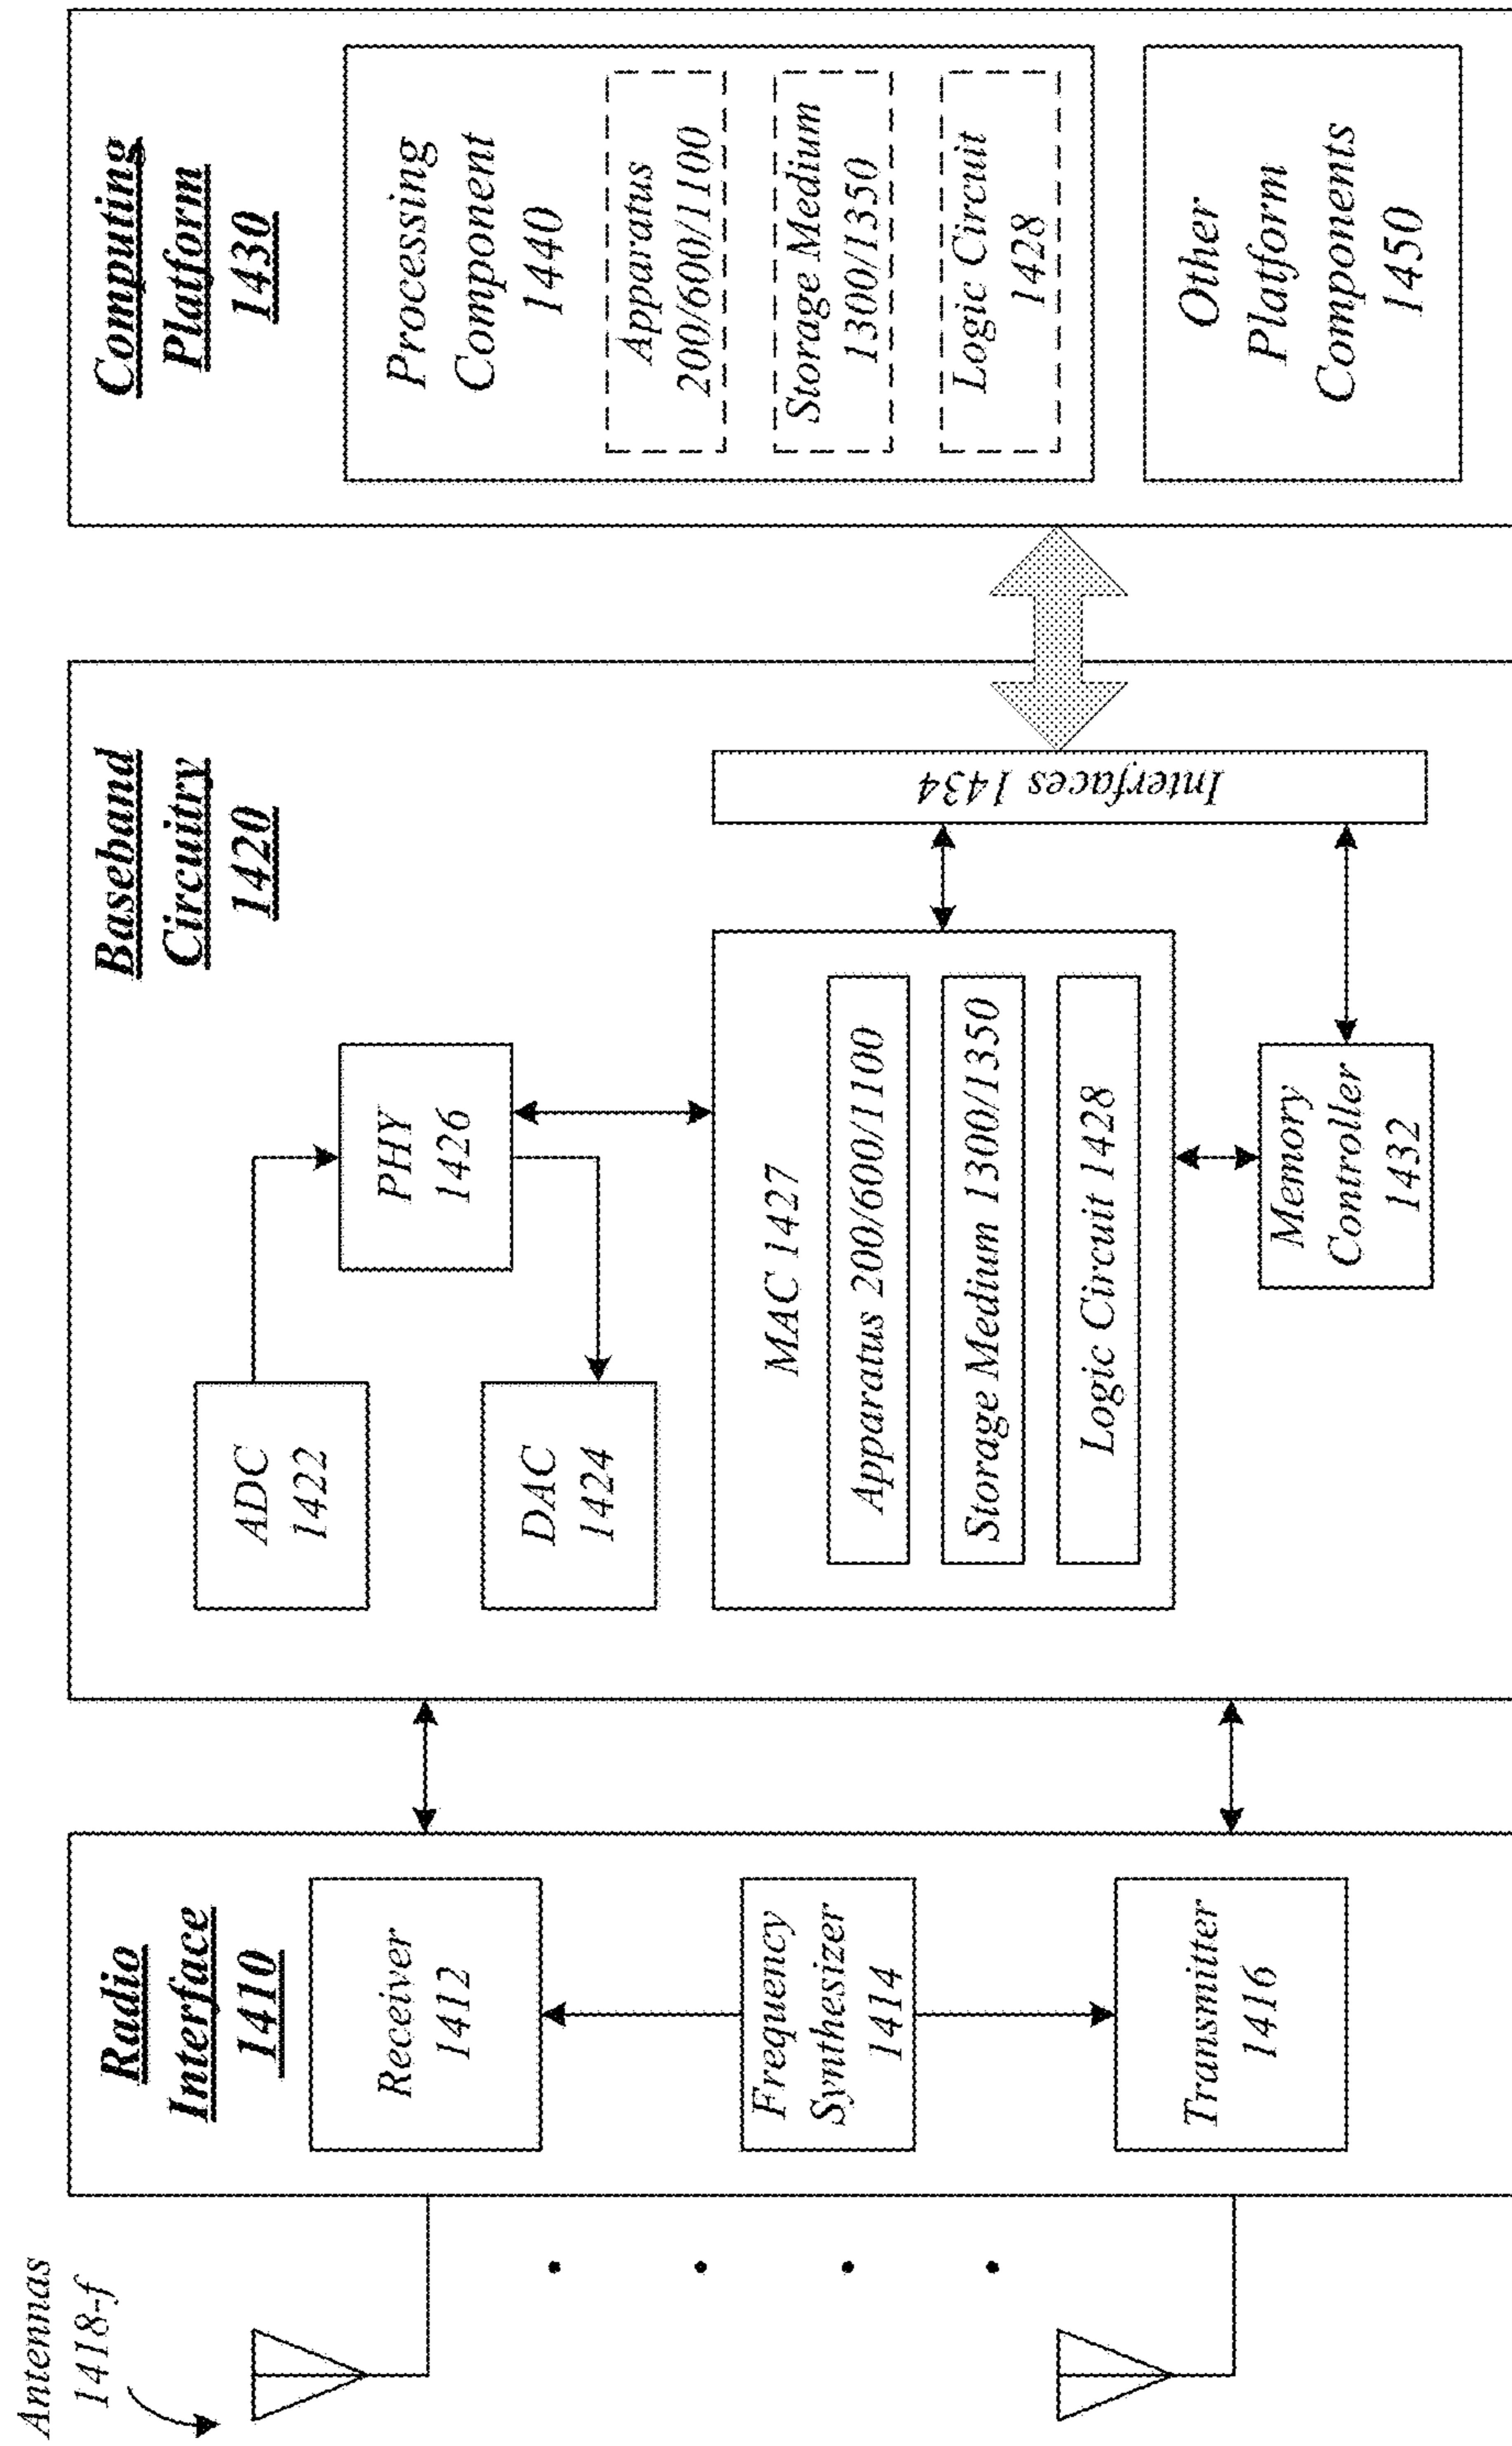 Antennas
1418-f
Radio
Interface
1410
Receiver
1412
Frequency
Synthesizer
1414
Transmitter
1416
Baseband
Circuitry
1420
ADC
1422
PHY
1426
DAC
1424
MAC 1427
Apparatus 200/600/1100
Storage Medium 1300/1350
Logic Circuit 1428
Memory
Controller
1432
Interfaces 1434
Computing
Platform
1430
Processing
Component
1440
Apparatus
200/600/1100
Storage Medium
1300/1350
Logic Circuit
1428
Other
Platform
Components
1450